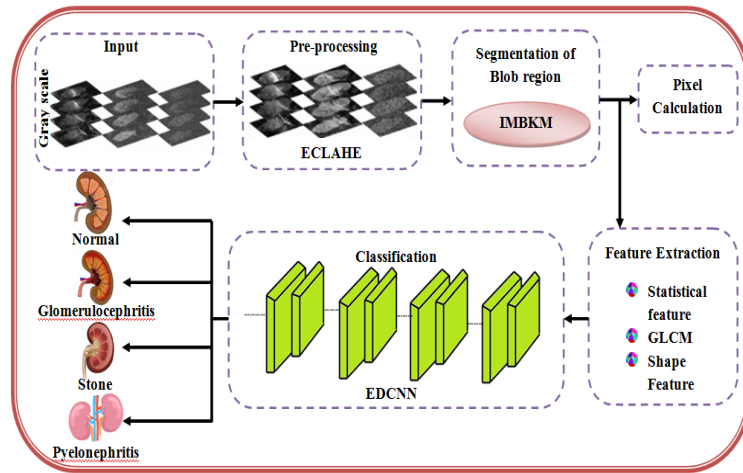 Input
Gray scale
Pre-processing
ECLAHE
Segmentation of
Blob region
IMBKM
Pixel
Calculation
Feature Extraction
Statistical
feature
GLCM
Shape
Feature
Classification
EDCNN
Normal
Glomerulocephritis
Stone
Pyelonephritis